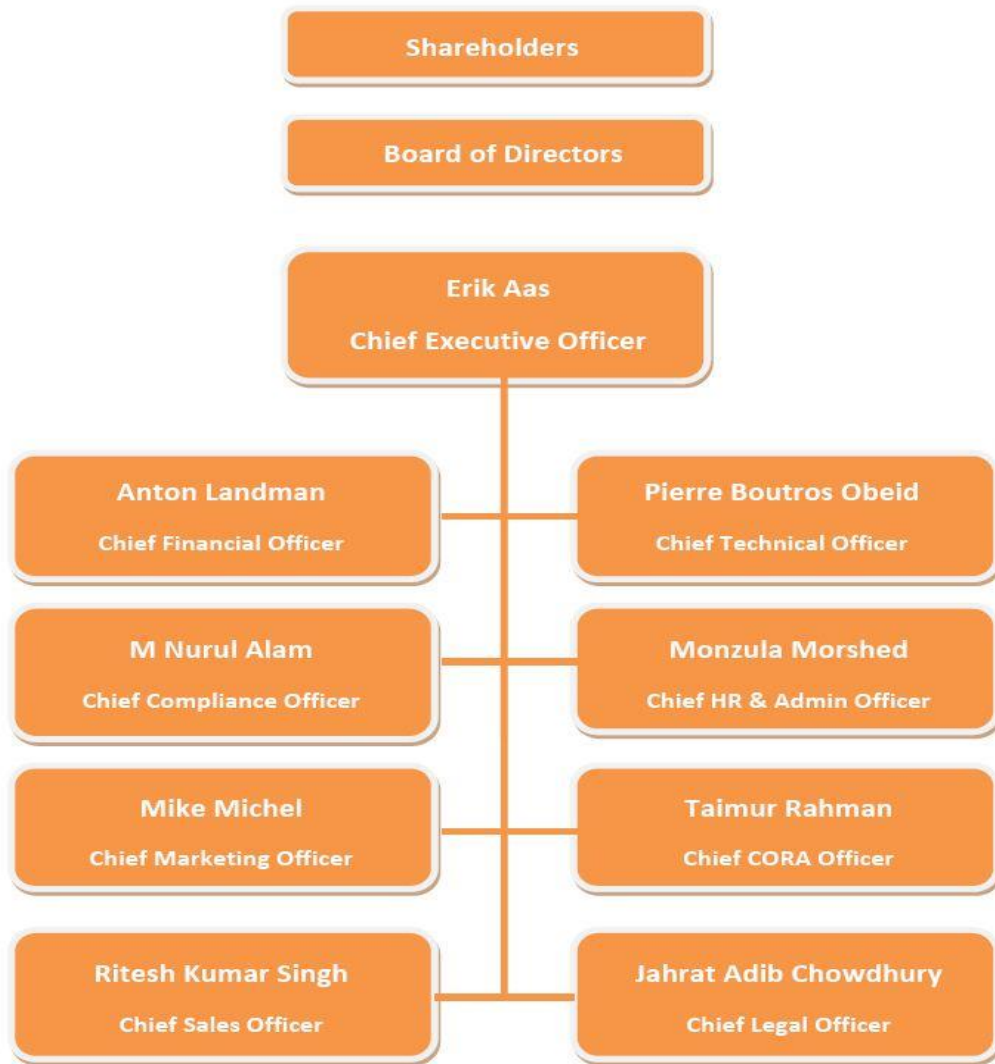 Shareholders
Board of Directors
Erik Aas
Chief Executive Officer
Anton Landman
Chief Financial Officer
Pierre Boutros Obeid
Chief Technical Officer
M Nurul Alam
Chief Compliance Officer
Monzula Morshed
Chief HR & Admin Officer
Mike Michel
Chief Marketing Officer
Taimur Rahman
Chief CORA Officer
Ritesh Kumar Singh
Chief Sales Officer
Jahrat Adib Chowdhury
Chief Legal Officer